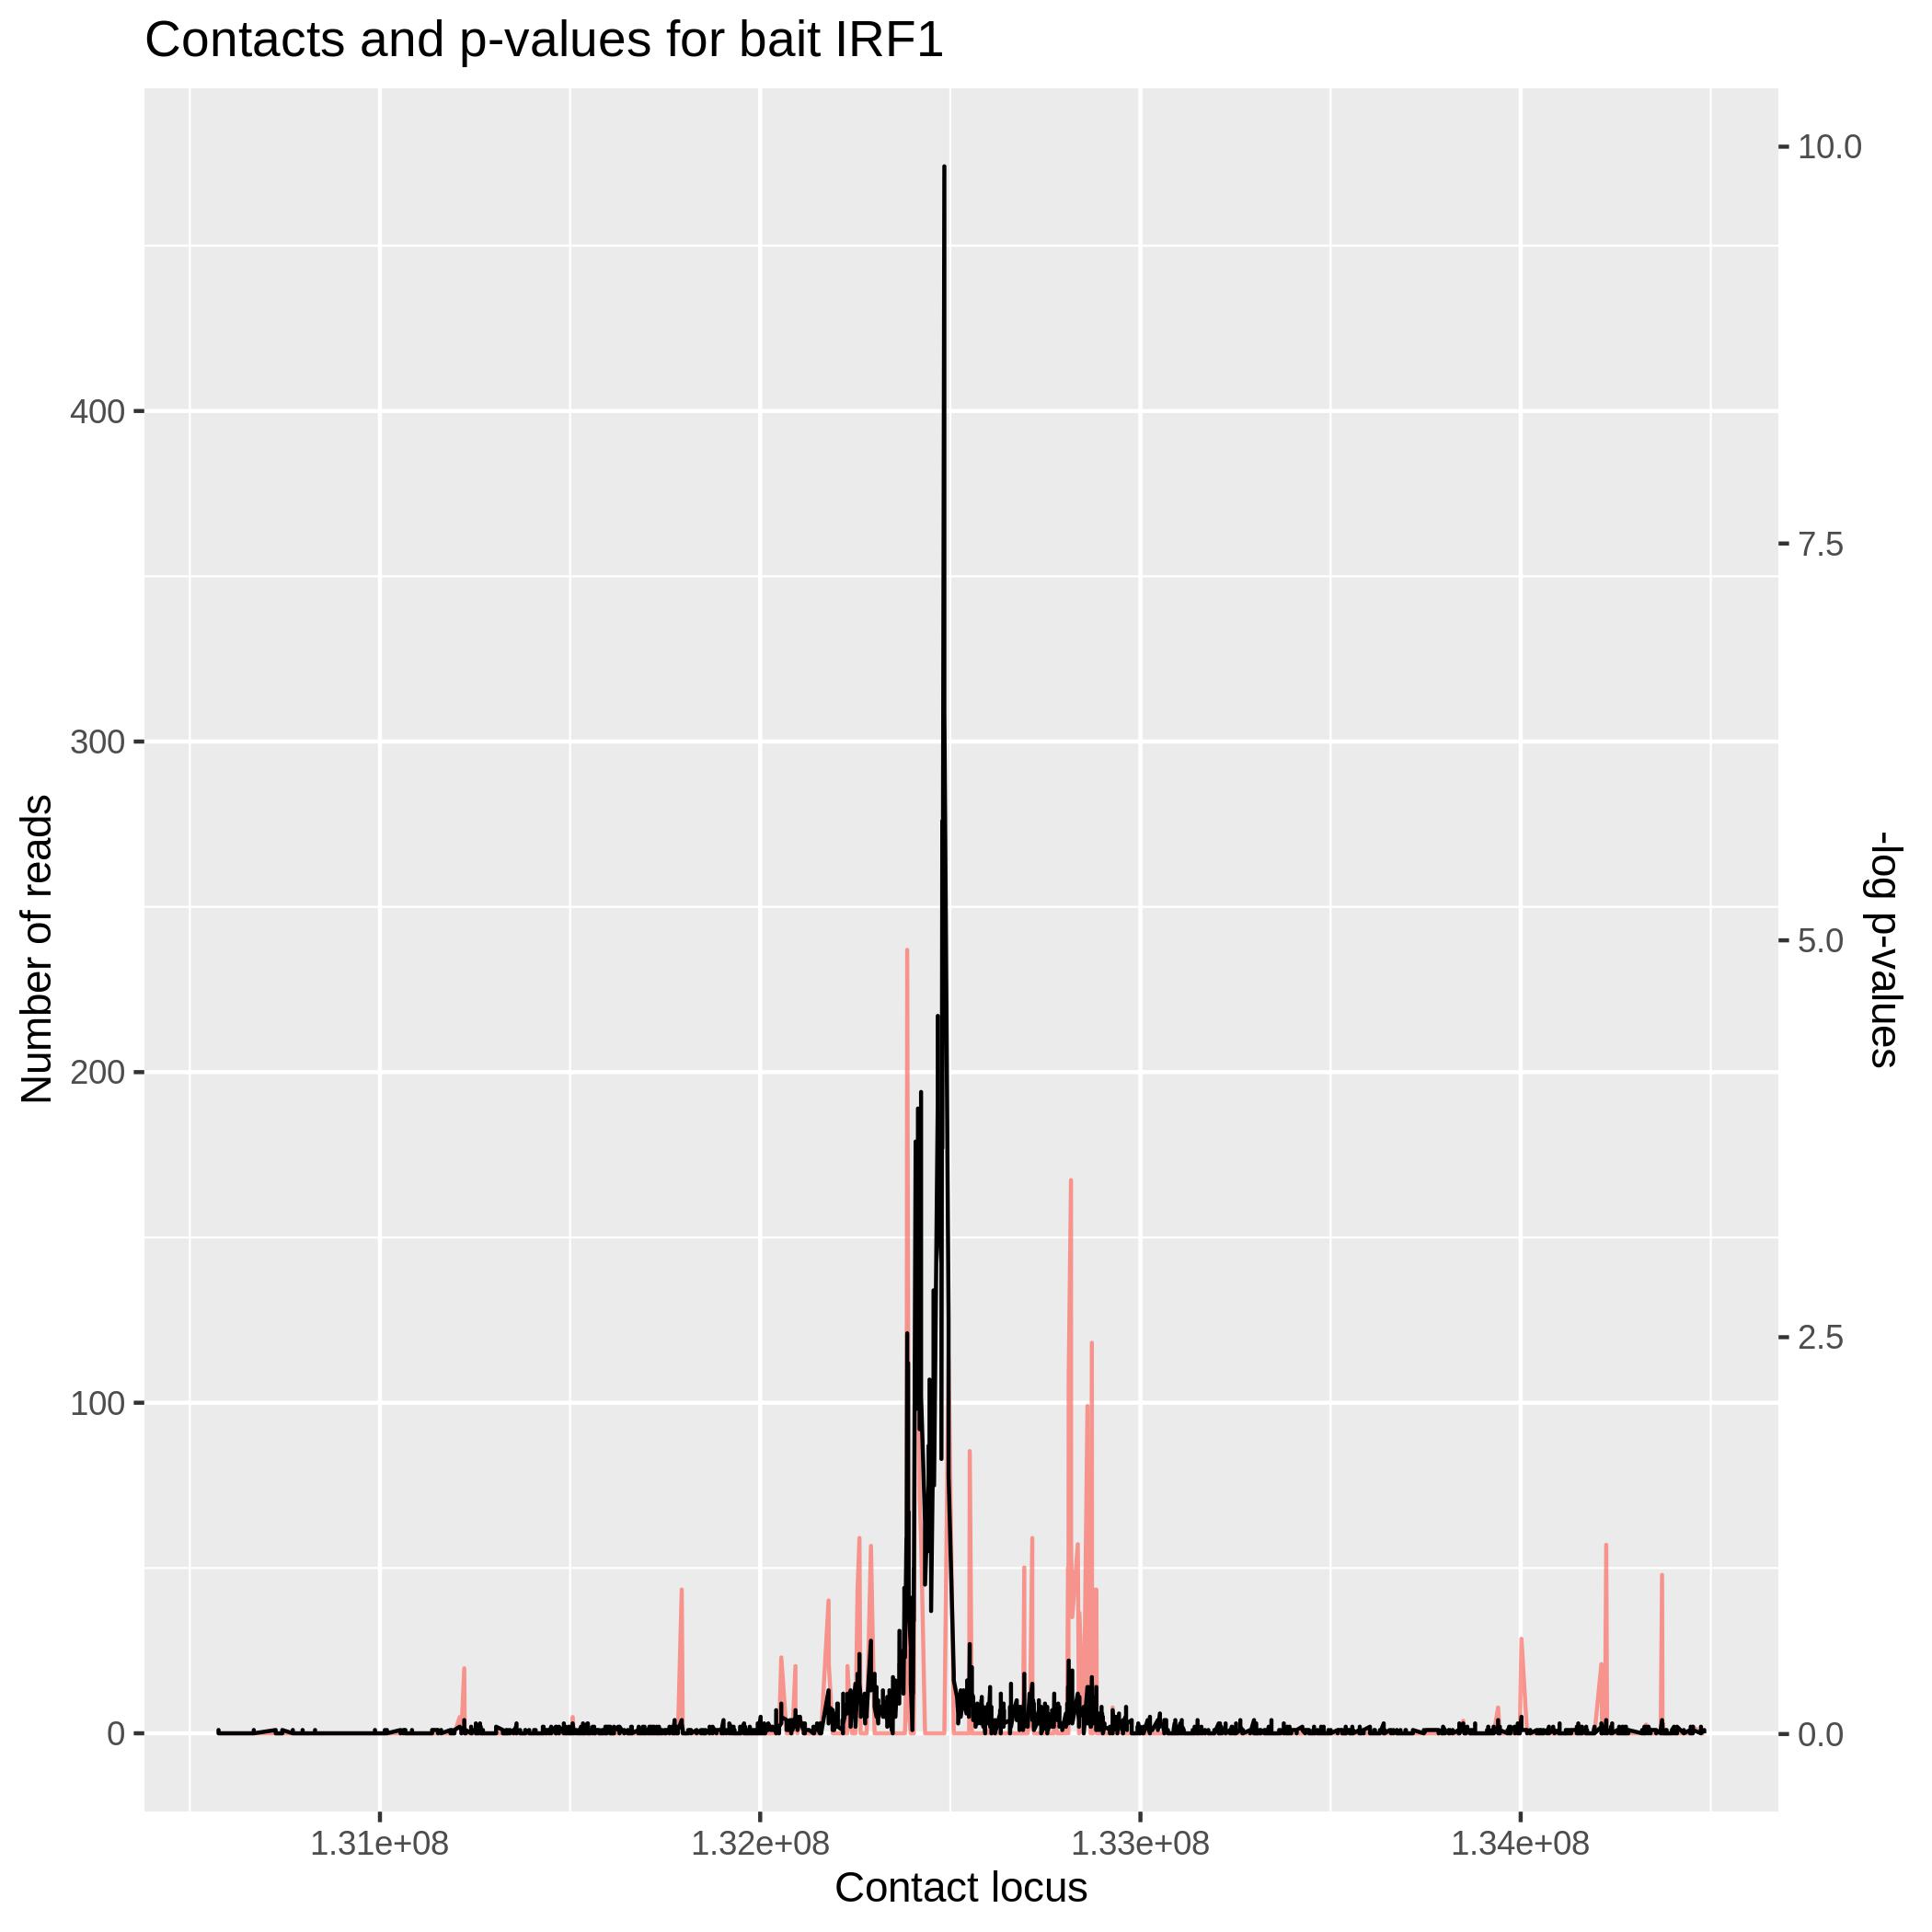 Contacts and p-values for bait IRF1
10.0
400
7.5
300
Number of reads
-log p-values
5.0
200
2.5
100
0
0.0
1.31e+08
1.32e+08
1.33e+08
1.34e+08
Contact locus